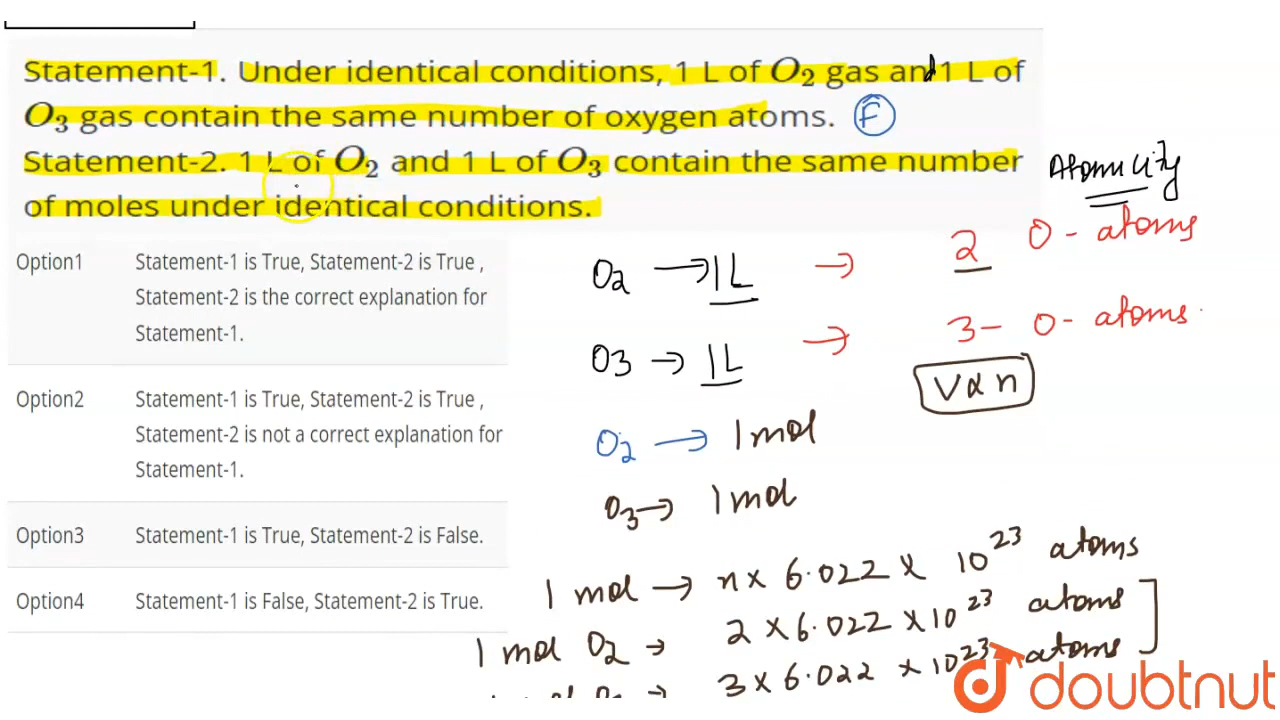 Statement-1. Under identical conditions, 1 L of O₂ gas and 1 L of
O₃ gas contain the same number of oxygen atoms. F
Statement-2. 1 L of O₂ and 1 L of O₃ contain the same number
of moles under identical conditions.
Atomicity
Option1 Statement-1 is True, Statement-2 is True ,
Statement-2 is the correct explanation for
Statement-1.
Option2 Statement-1 is True, Statement-2 is True ,
Statement-2 is not a correct explanation for
Statement-1.
Option3 Statement-1 is True, Statement-2 is False.
Option4 Statement-1 is False, Statement-2 is True.
O₂ → 1L → 2 O - atoms
O3 → 1L → 3 - O - atoms
V ∝ n
O₂ → 1 mol
O₃ → 1 mol
1 mol → n × 6.022 × 10²³ atoms
1 mol O₂ → 2 × 6.022 × 10²³ atoms
3 × 6.022 × 10²³ atoms
doubtnut